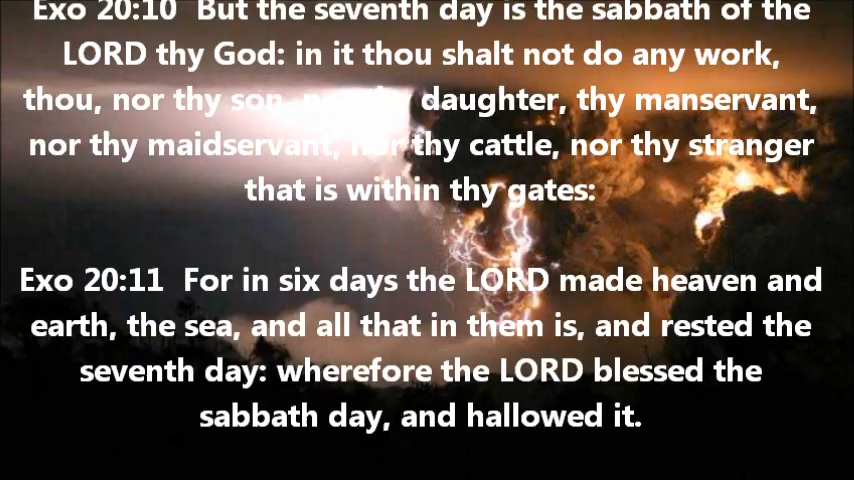 Exo 20:10 But the seventh day is the sabbath of the
LORD thy God: in it thou shalt not do any work,
thou, nor thy son, nor thy daughter, thy manservant,
nor thy maidservant, nor thy cattle, nor thy stranger
that is within thy gates:
Exo 20:11 For in six days the LORD made heaven and
earth, the sea, and all that in them is, and rested the
seventh day: wherefore the LORD blessed the
sabbath day, and hallowed it.